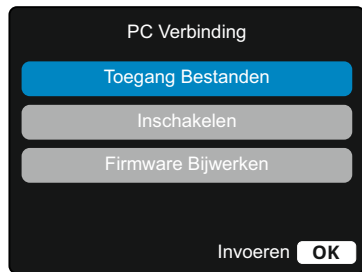 PC Verbinding
Toegang Bestanden
Inschakelen
Firmware Bijwerken
Invoeren OK